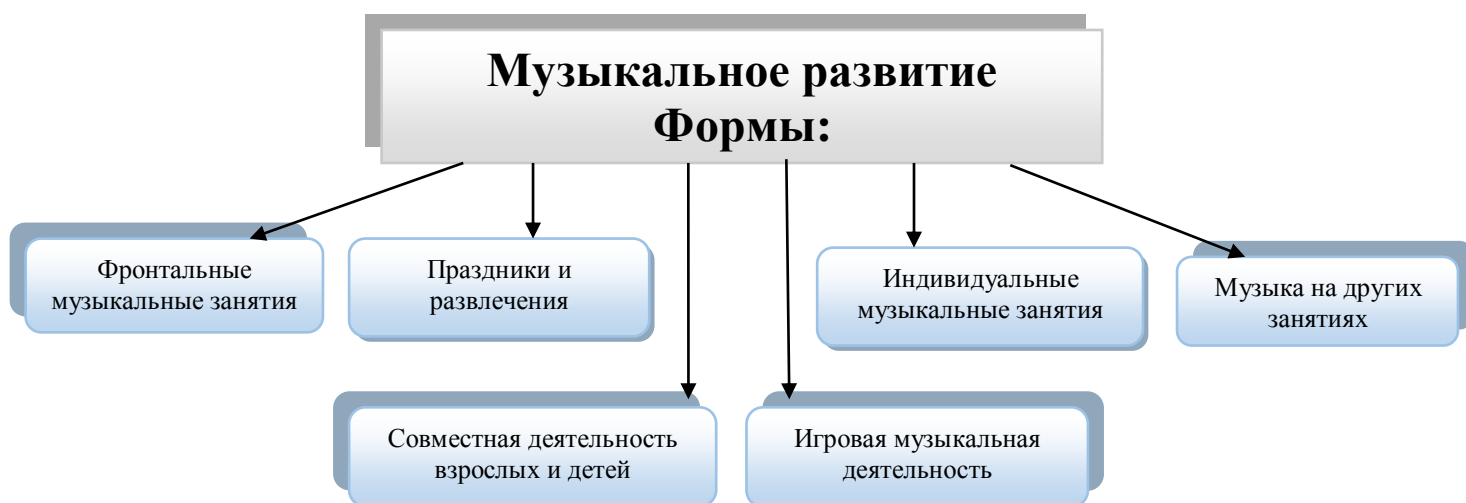 Музыкальное развитие
Формы:
Фронтальные
музыкальные занятия
Праздники и
развлечения
Индивидуальные
музыкальные занятия
Музыка на других
занятиях
Совместная деятельность
взрослых и детей
Игровая музыкальная
деятельность